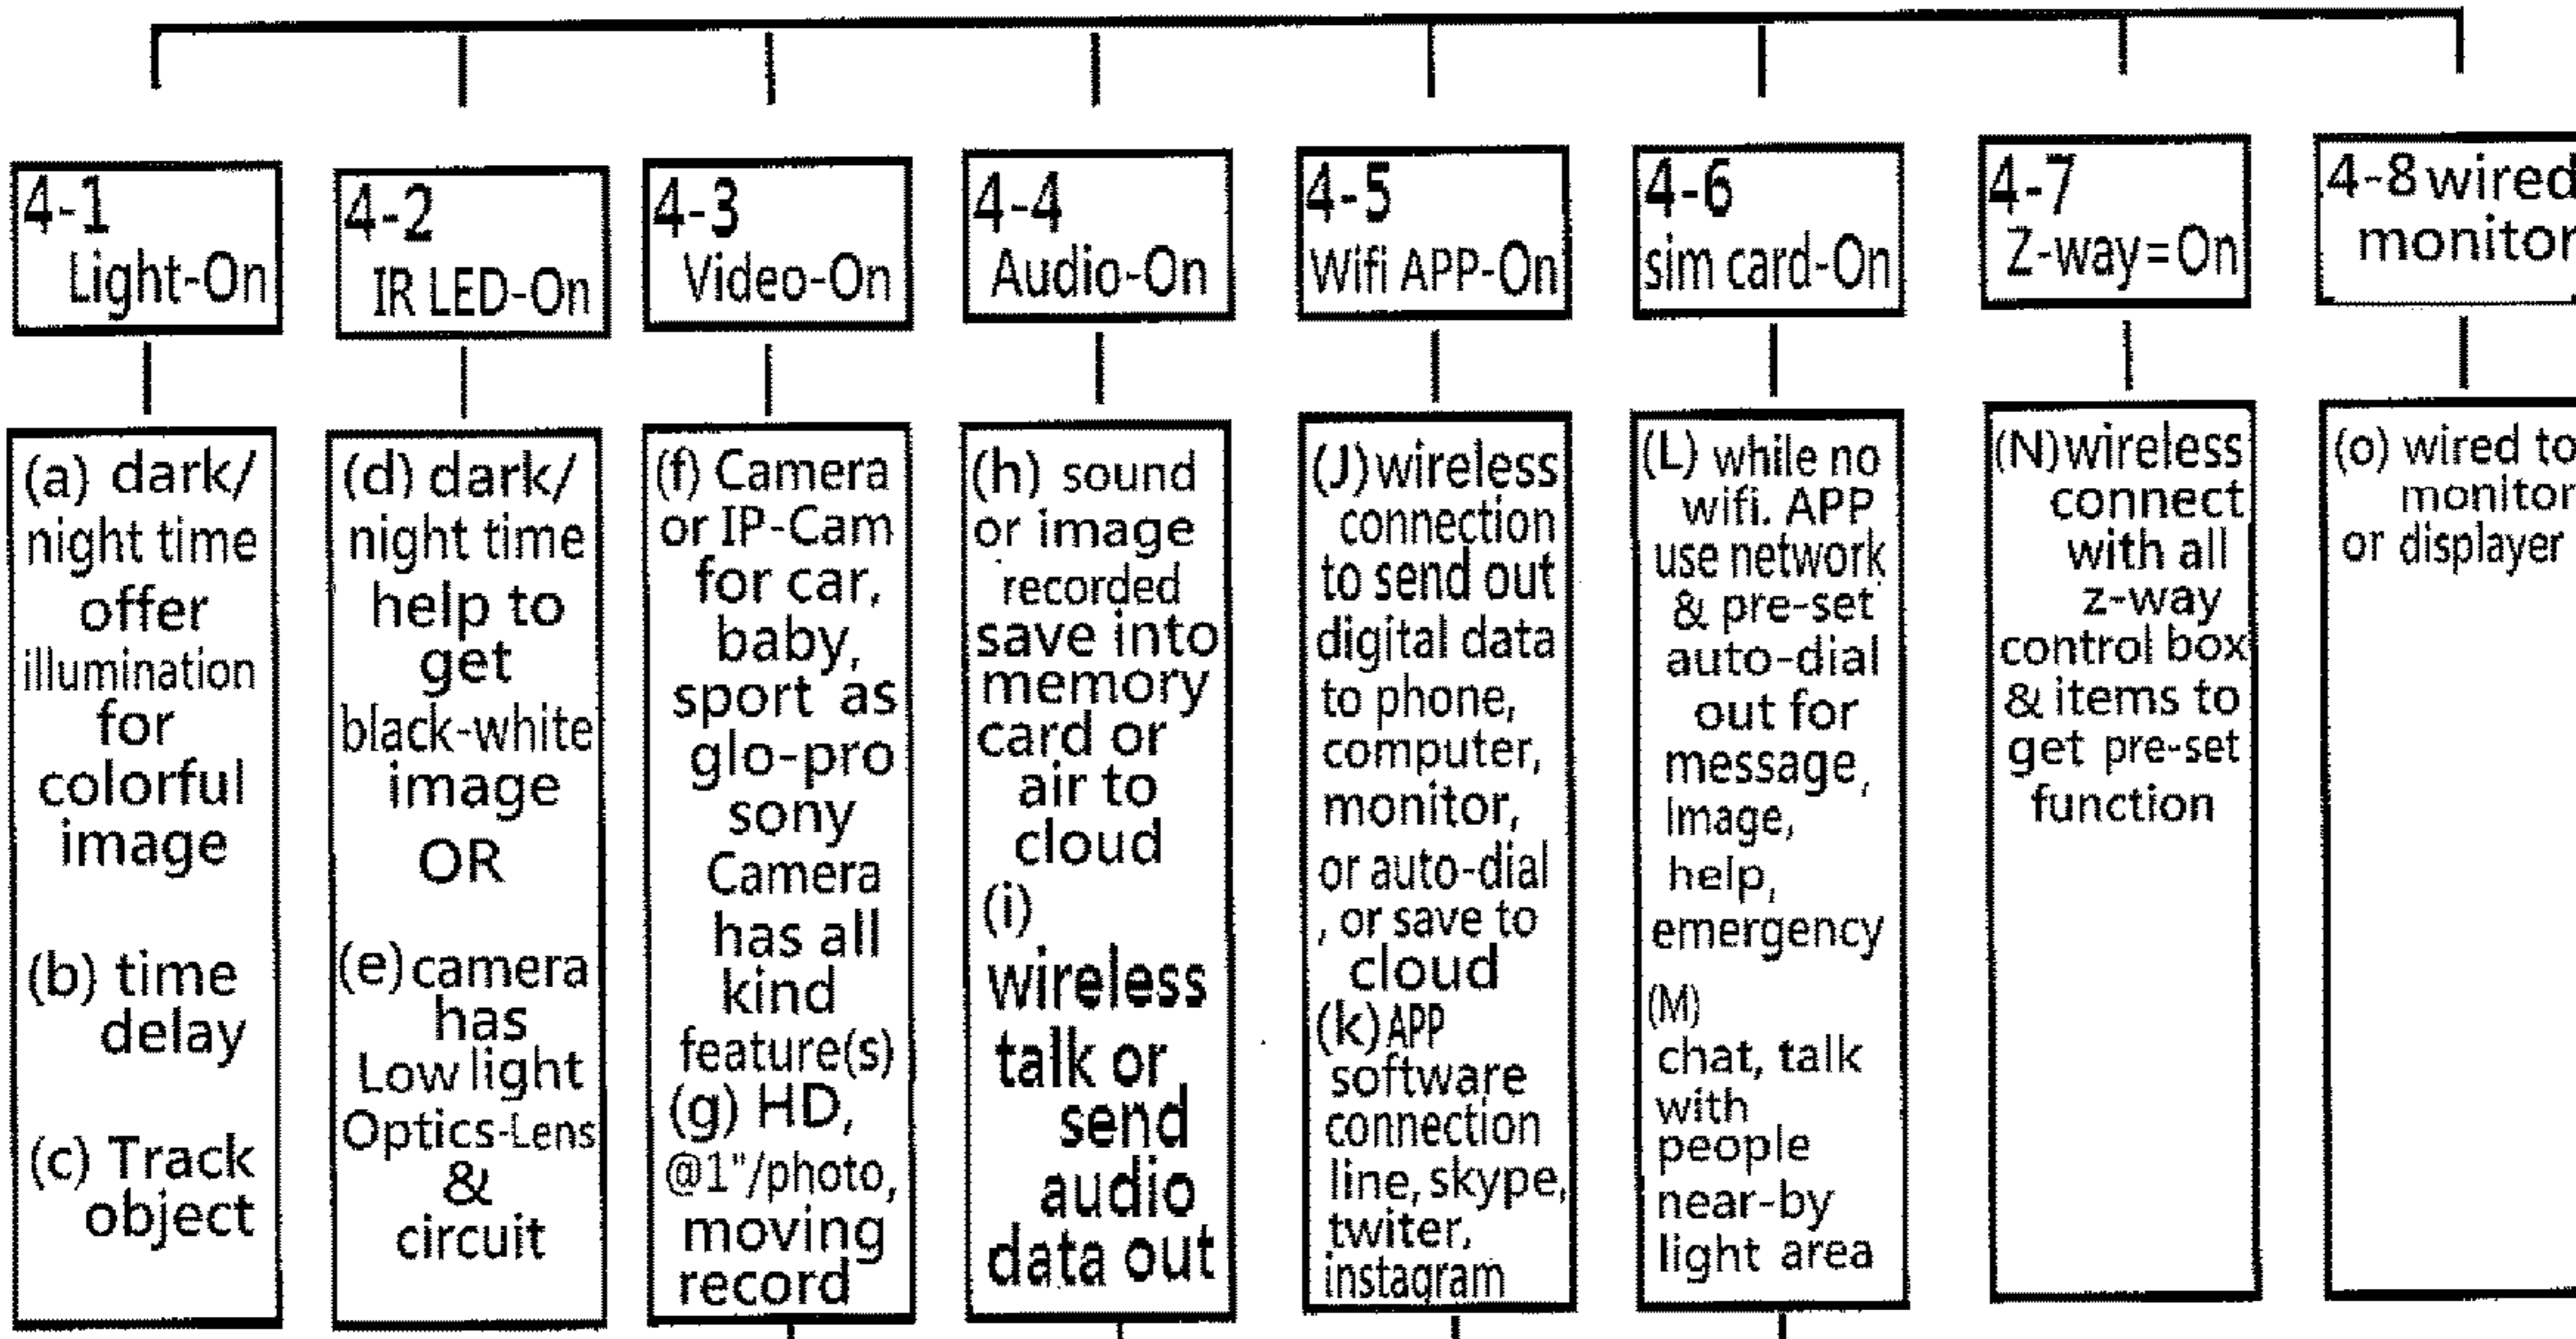 4-1
Light-On
4-2
IR LED-On
4-3
Video-On
4-4
Audio-On
4-5
Wifi APP-On
4-6
sim card-On
4-7
Z-way=On
4-8 wired
monitor
(a) dark/
night time
offer
illumination
for
colorful
image
(b) time
delay
(c) Track
object
(d) dark/
night time
help to
get
black-white
image
OR
(e) camera
has
Low light
Optics-Lens
&
circuit
(f) Camera
or IP-Cam
for car,
baby,
sport as
glo-pro
sony
Camera
has all
kind
feature(s)
(g) HD,
@1"/photo,
moving
record
(h) sound
or image
recorded
save into
memory
card or
air to
cloud
(i)
wireless
talk or
send
audio
data out
(J) wireless
connection
to send out
digital data
to phone,
computer,
monitor,
or auto-dial
, or save to
cloud
(k) APP
software
connection
line, skype,
twiter.
instagram
(L) while no
wifi. APP
use network
& pre-set
auto-dial
out for
message,
Image,
help,
emergency
(M)
chat, talk
with
people
near-by
light area
(N) wireless
connect
with all
z-way
control box
& items to
get pre-set
function
(o) wired to
monitor
or displayer